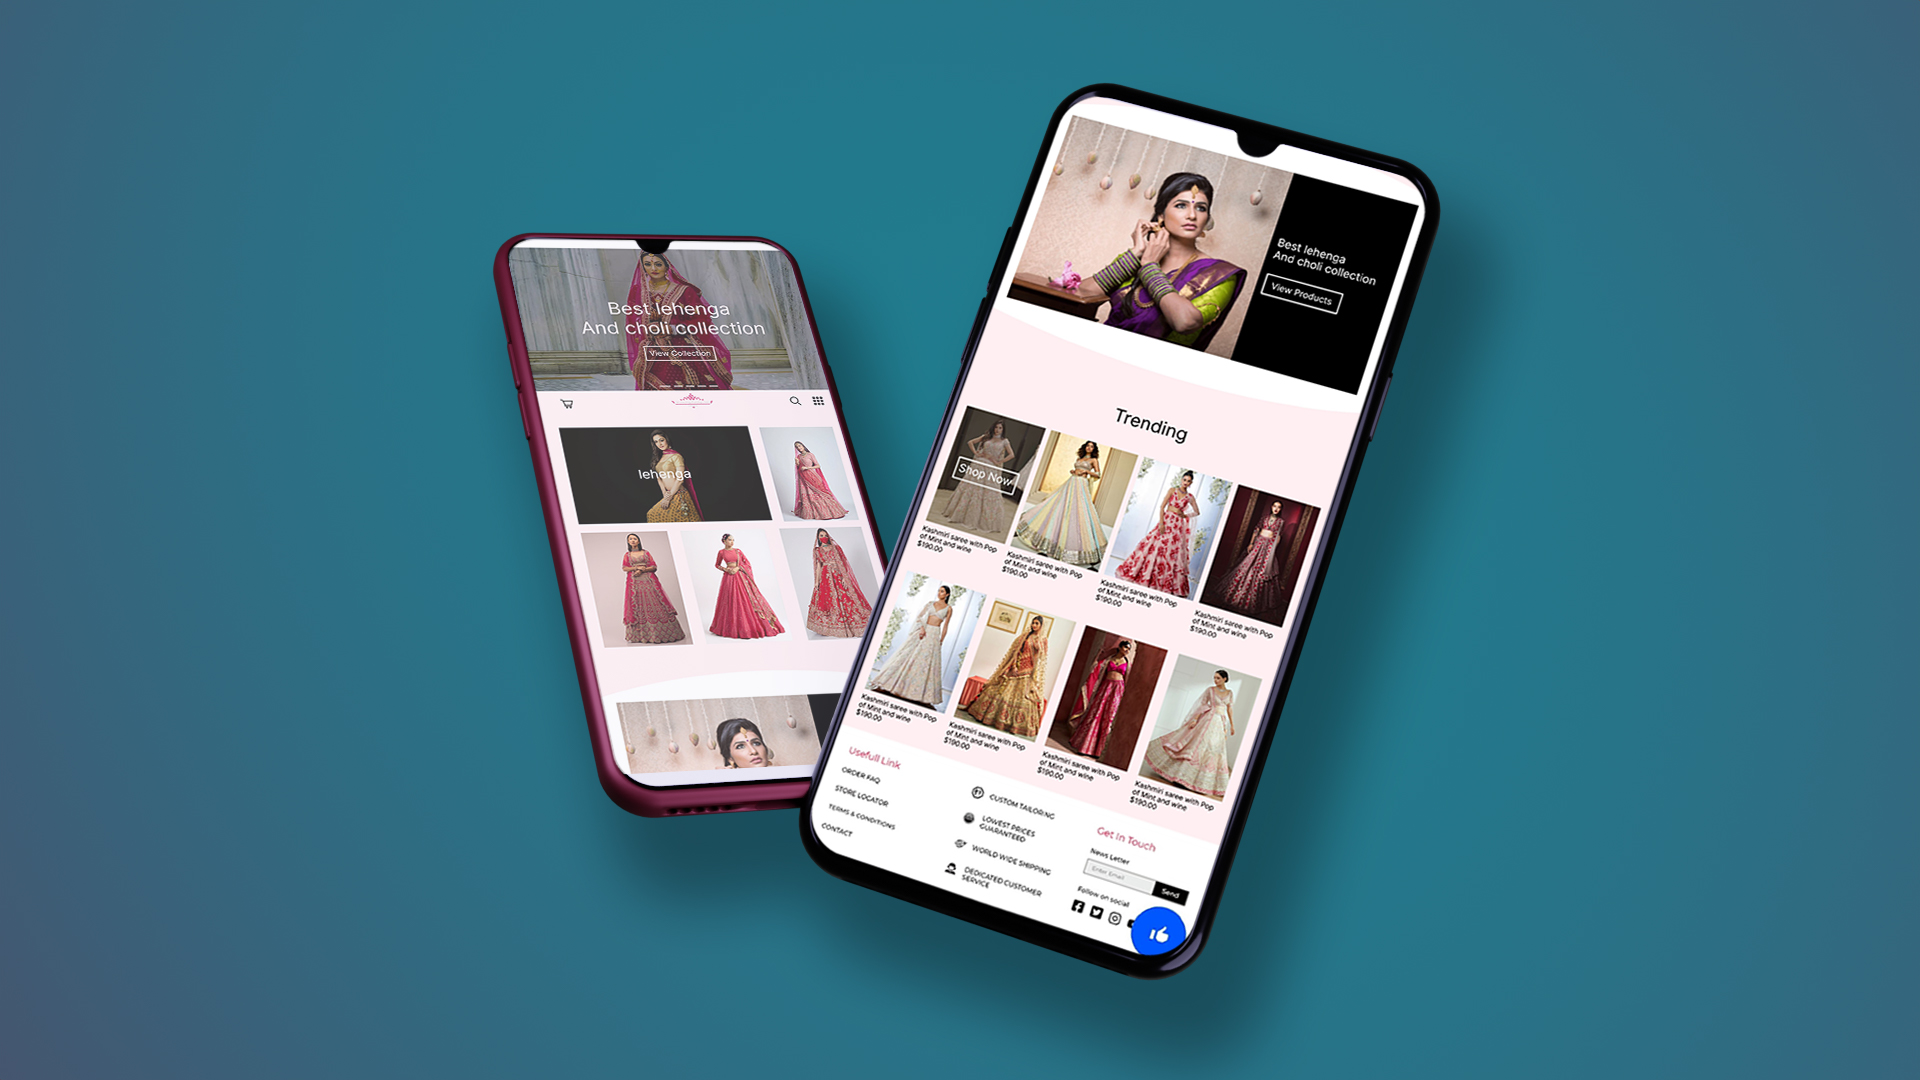 Best lehenga
And choli collection
View Collection
lehenga
Best lehenga
And choli collection
View Products
Trending
Shop Now
Kashmiri saree with Pop
of Mint and wine
$190.00
Kashmiri saree with Pop
of Mint and wine
$190.00
Kashmiri saree with Pop
of Mint and wine
$190.00
Kashmiri saree with Pop
of Mint and wine
$190.00
Kashmiri saree with Pop
of Mint and wine
$190.00
Kashmiri saree with Pop
of Mint and wine
$190.00
Kashmiri saree with Pop
of Mint and wine
$190.00
Kashmiri saree with Pop
of Mint and wine
$190.00
Usefull Link
ORDER FAQ
STORE LOCATOR
TERMS & CONDITIONS
CONTACT
CUSTOM TAILORING
LOWEST PRICES
GUARANTEED
WORLD WIDE SHIPPING
DEDICATED CUSTOMER
SERVICE
Get In Touch
News Letter
Enter Email
Send
Follow on social